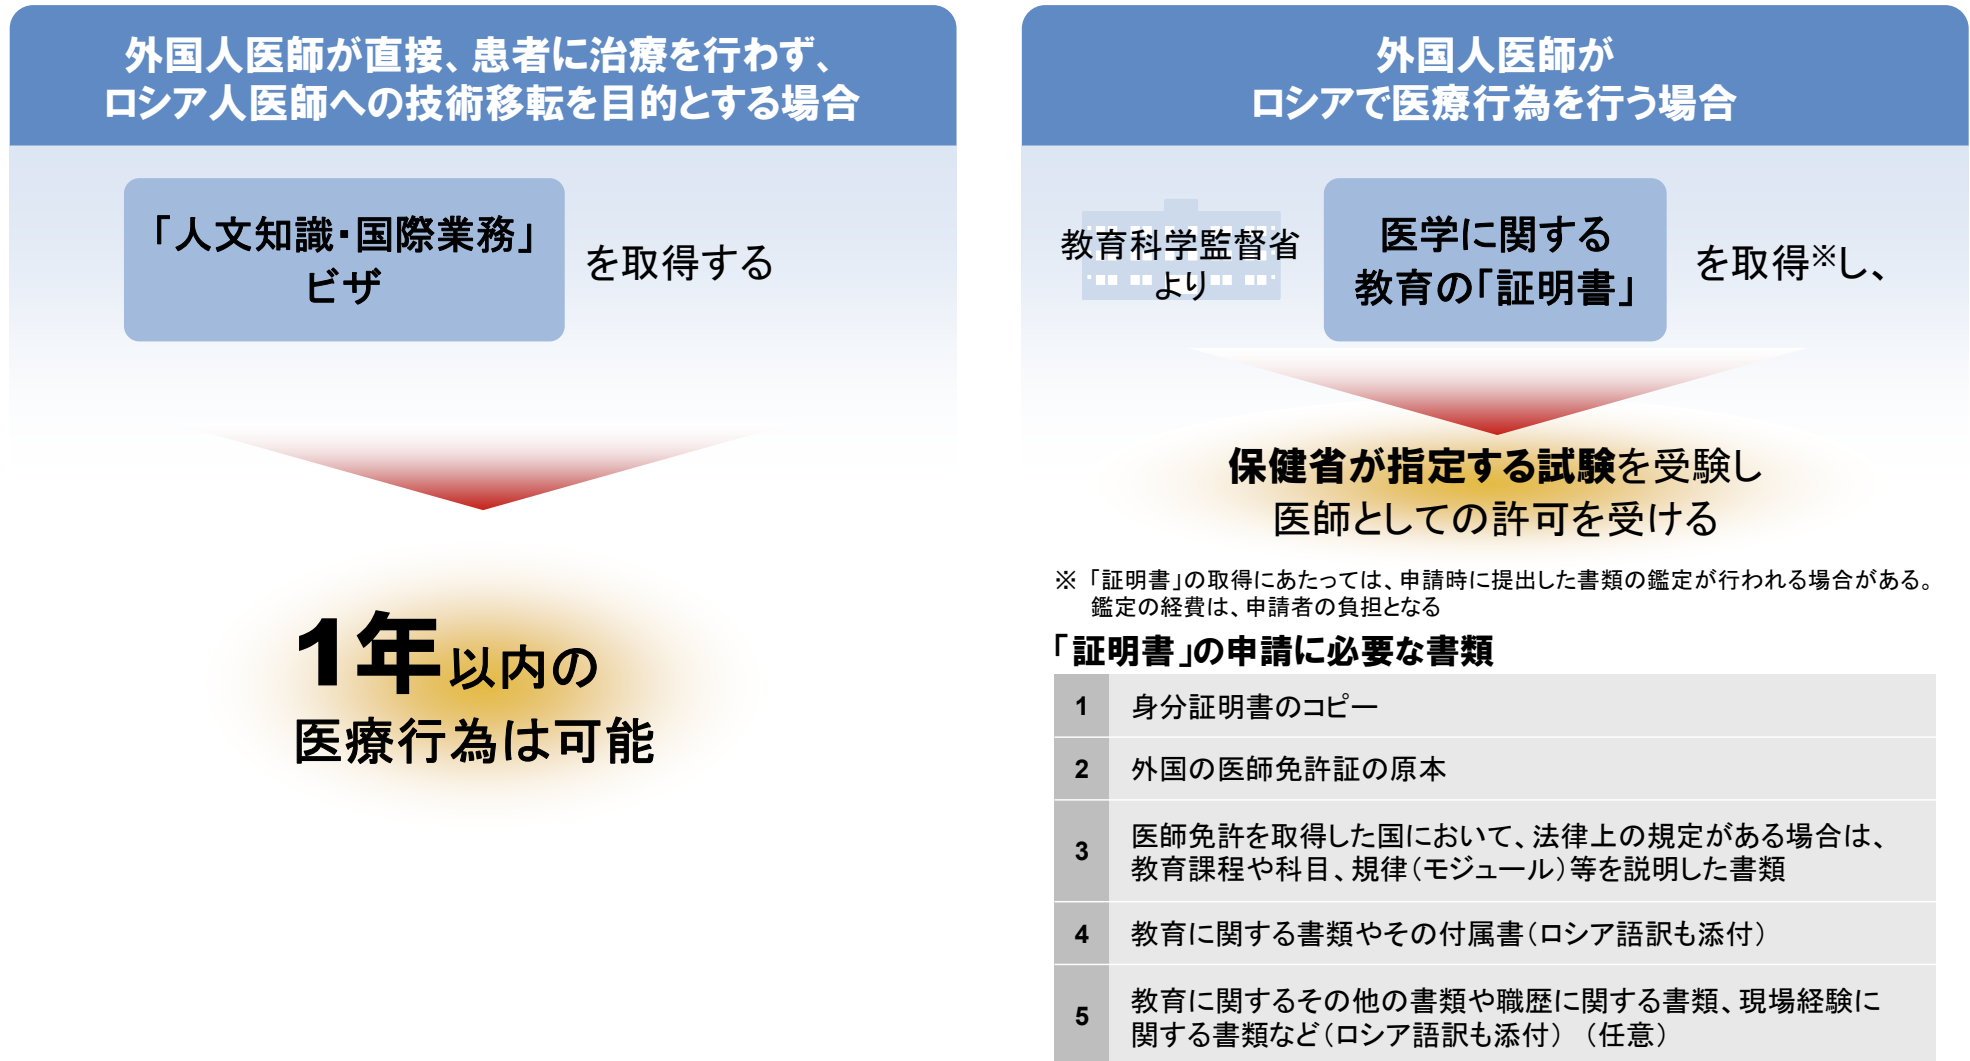 外国人医師が直接、患者に治療を行わず、
ロシア人医師への技術移転を目的とする場合
「人文知識・国際業務」
ビザ
を取得する
1年以内の
医療行為は可能
外国人医師が
ロシアで医療行為を行う場合
教育科学監督省
より
医学に関する
教育の「証明書」
を取得※し、
保健省が指定する試験を受験し
医師としての許可を受ける
※ 「証明書」の取得にあたっては、申請時に提出した書類の鑑定が行われる場合がある。
鑑定の経費は、申請者の負担となる
「証明書」の申請に必要な書類
1 身分証明書のコピー
2 外国の医師免許証の原本
3 医師免許を取得した国において、法律上の規定がある場合は、
教育課程や科目、規律（モジュール）等を説明した書類
4 教育に関する書類やその付属書（ロシア語訳も添付）
5 教育に関するその他の書類や職歴に関する書類、現場経験に
関する書類など（ロシア語訳も添付）（任意）